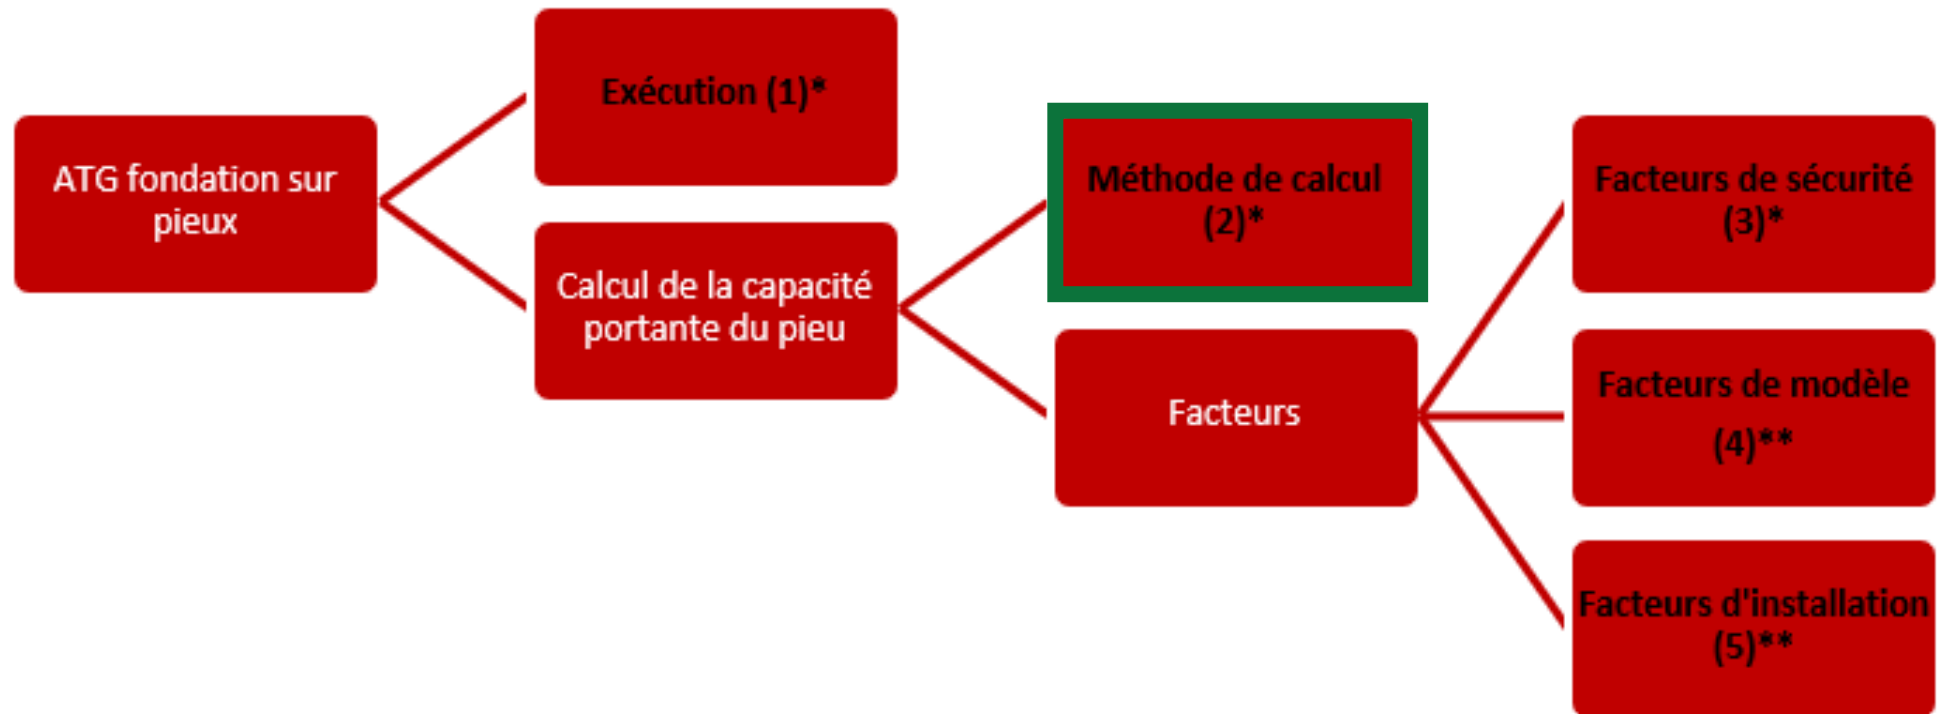 ATG fondation sur
pieux
Exécution (1)*
Calcul de la capacité
portante du pieu
Méthode de calcul
(2)*
Facteurs
Facteurs de sécurité
(3)*
Facteurs de modèle
(4)**
Facteurs d'installation
(5)**